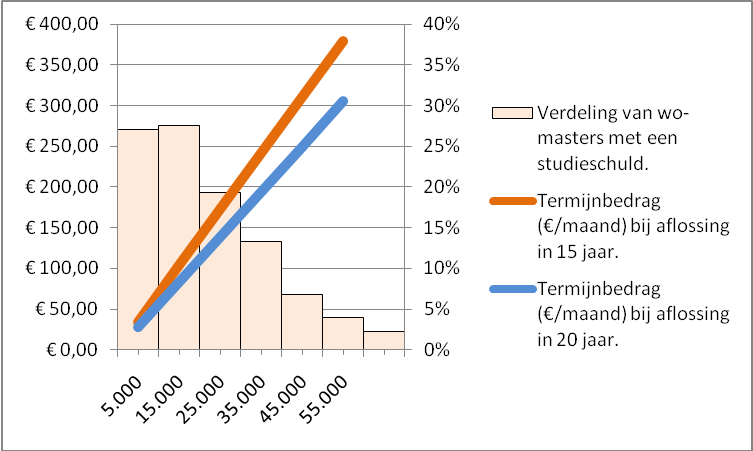 € 400,00
€ 350,00
€ 300,00
€ 250,00
€ 200,00
€ 150,00
€ 100,00
€ 50,00
€ 0,00
40%
35%
30%
25%
20%
15%
10%
5%
0%
5.000
15.000
25.000
35.000
45.000
55.000
Verdeling van wo-
masters met een
studieschuld.
Termijnbedrag
(€/maand) bij aflossing
in 15 jaar.
Termijnbedrag
(€/maand) bij aflossing
in 20 jaar.